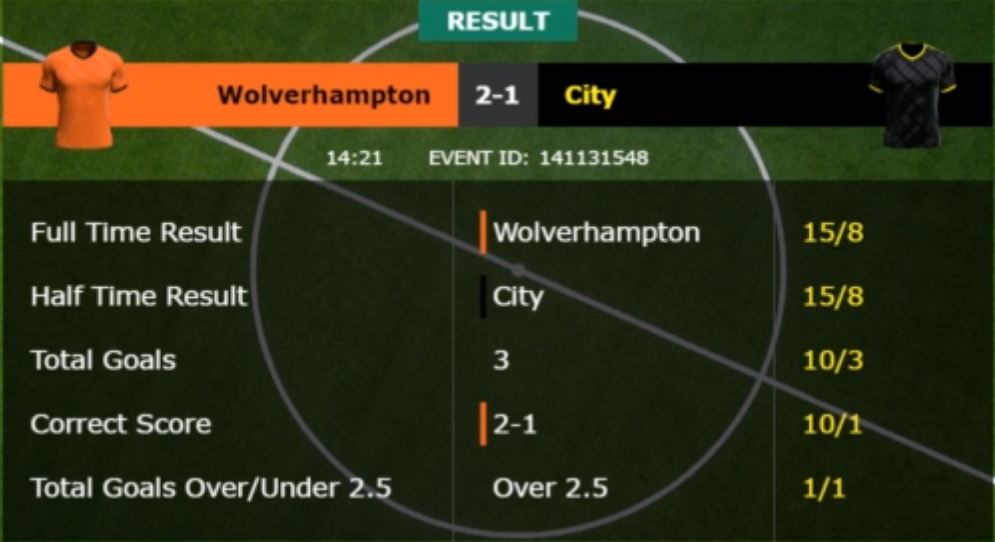 RESULT
Wolverhampton 2-1 City
14:21 EVENT ID: 141131548
Full Time Result Wolverhampton 15/8
Half Time Result City 15/8
Total Goals 3 10/3
Correct Score 2-1 10/1
Total Goals Over/Under 2.5 Over 2.5 1/1